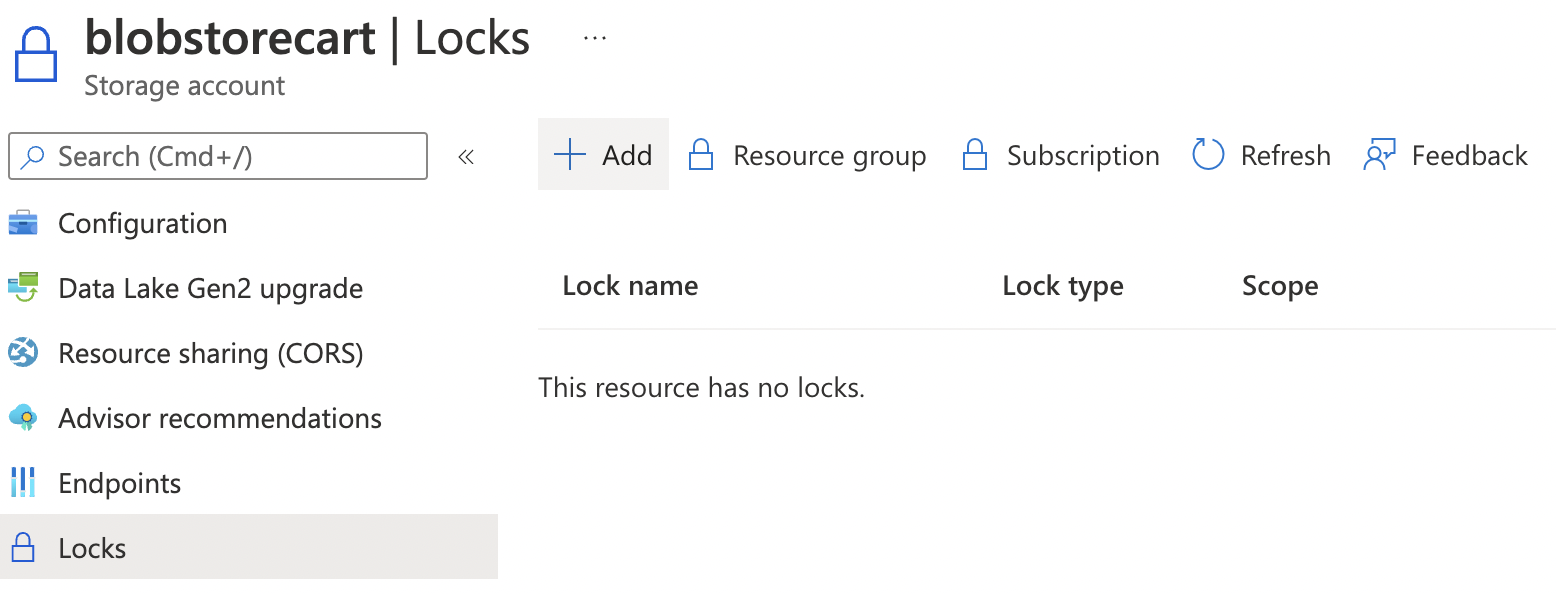 blobstorecart | Locks ...
Storage account
Search (Cmd+/) «
Configuration
Data Lake Gen2 upgrade
Resource sharing (CORS)
Advisor recommendations
Endpoints
Locks
Add Resource group Subscription Refresh Feedback
Lock name Lock type Scope
This resource has no locks.